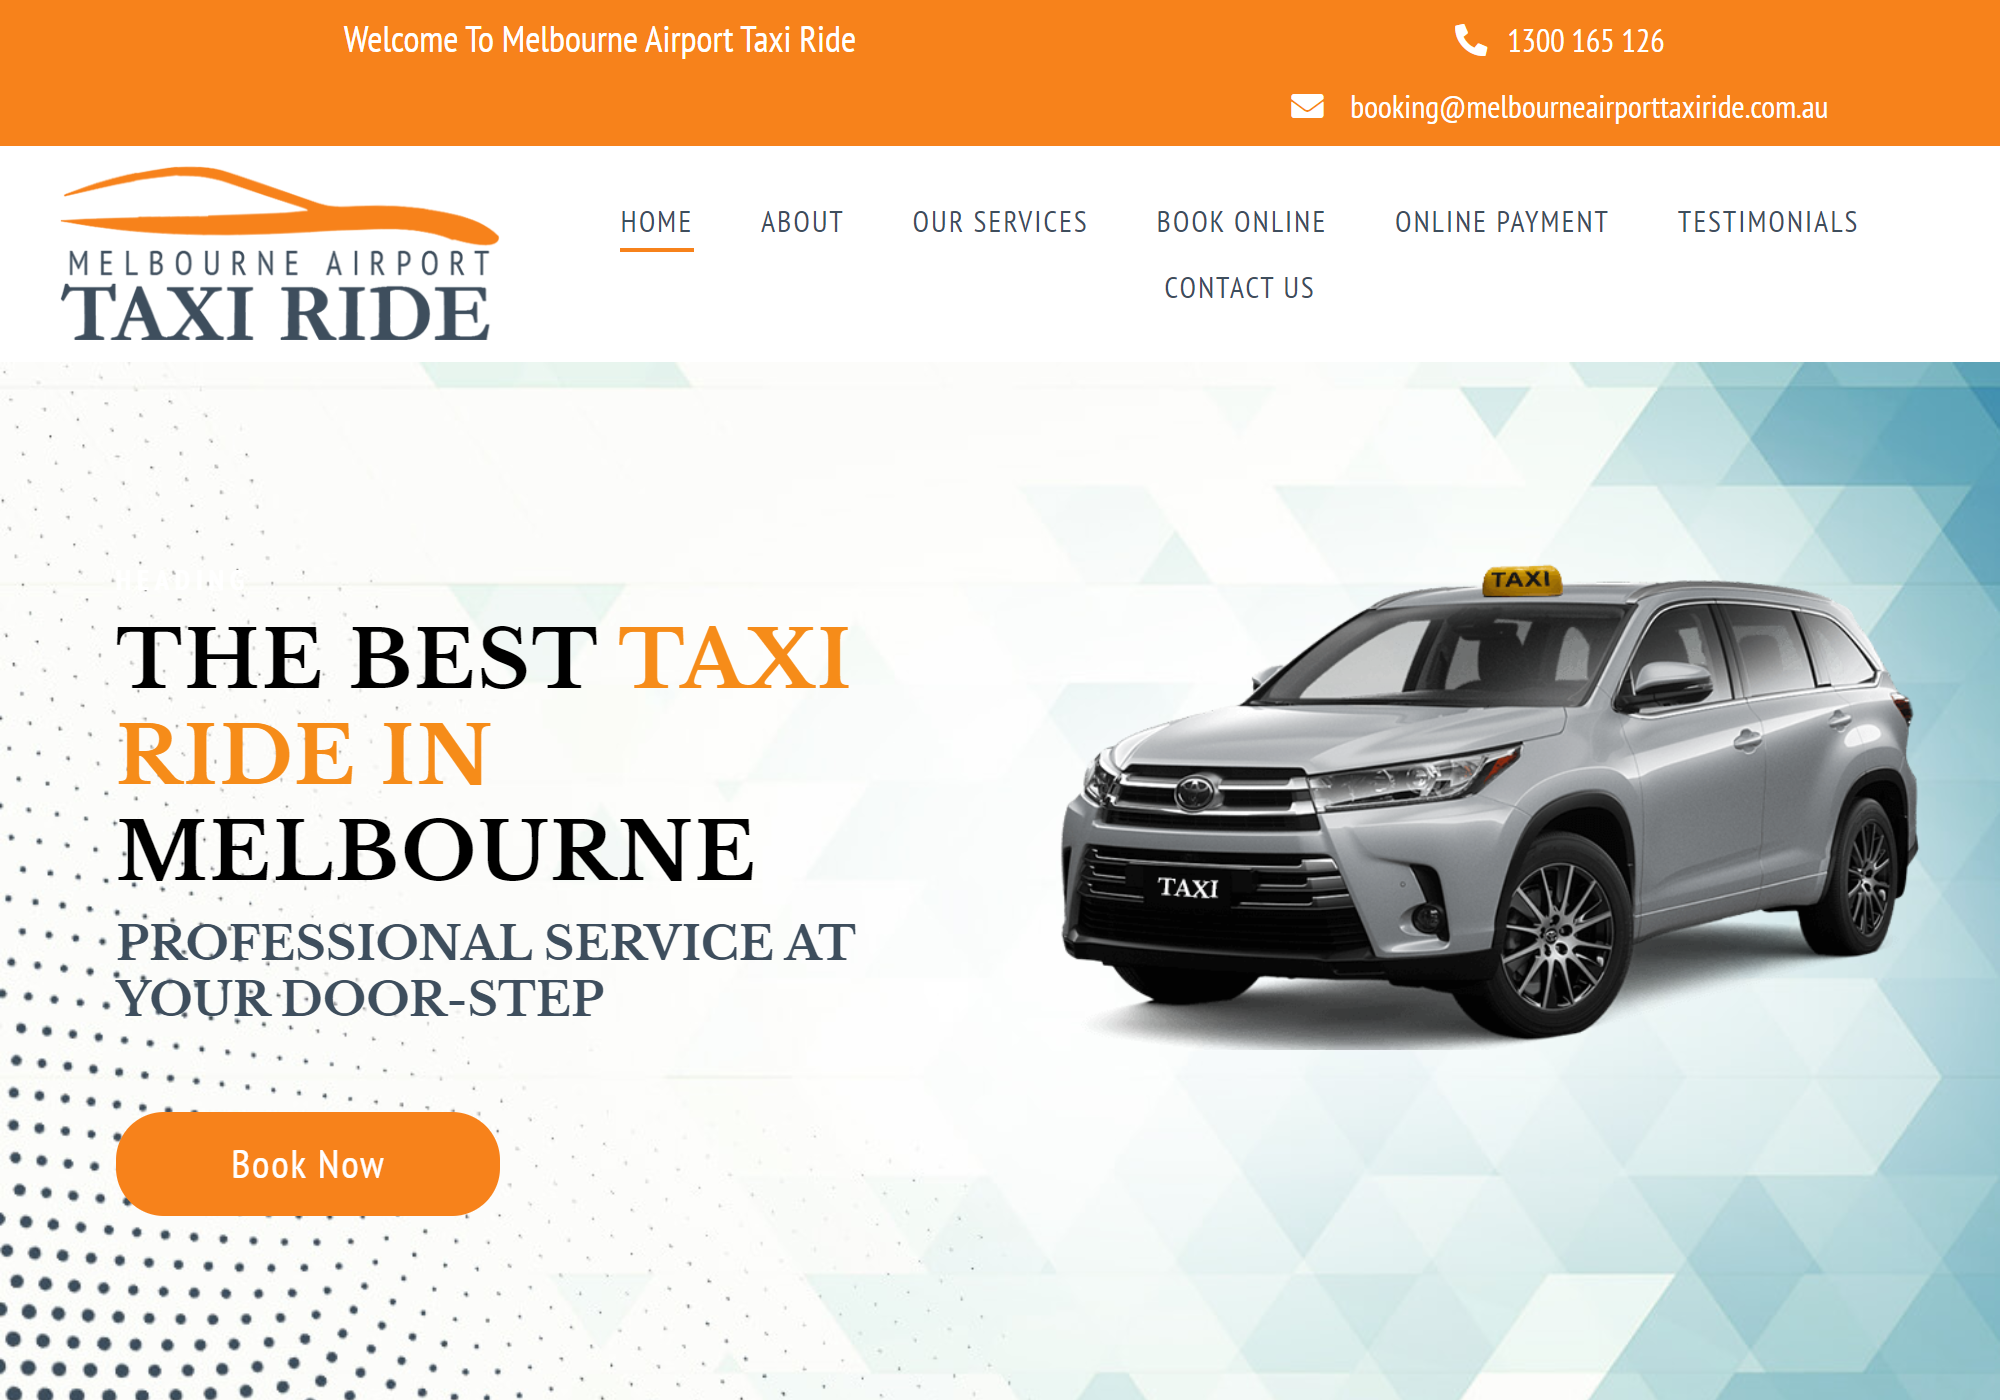 Welcome To Melbourne Airport Taxi Ride
1300 165 126
booking@melbourneairporttaxiride.com.au
MELBOURNE AIRPORT
TAXI RIDE
HOME
ABOUT
OUR SERVICES
BOOK ONLINE
ONLINE PAYMENT
TESTIMONIALS
CONTACT US
HEADING
THE BEST TAXI
RIDE IN
MELBOURNE
PROFESSIONAL SERVICE AT
YOUR DOOR-STEP
Book Now
TAXI
TAXI